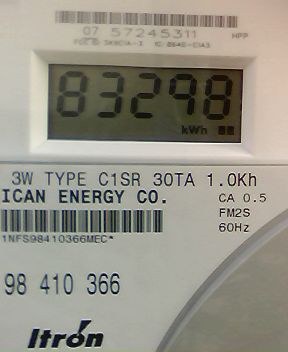 07 57245311 HPP
83298
kWh
3W TYPE C1SR 30TA 1.0Kh
ICAN ENERGY CO. CA 0.5
FM2S
1NFS98410366MEC* 60Hz
98 410 366
Itron